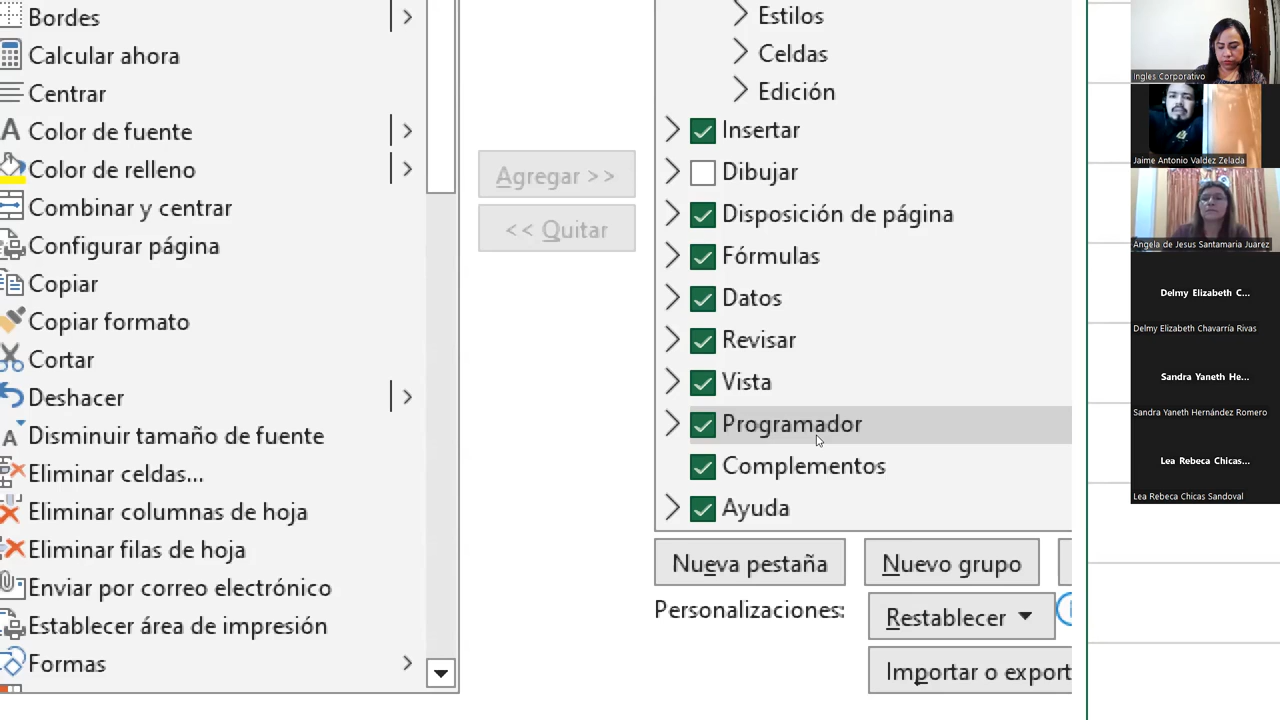 Bordes
Calcular ahora
Centrar
Color de fuente
Color de relleno
Combinar y centrar
Configurar página
Copiar
Copiar formato
Cortar
Deshacer
Disminuir tamaño de fuente
Eliminar celdas...
Eliminar columnas de hoja
Eliminar filas de hoja
Enviar por correo electrónico
Establecer área de impresión
Formas
Agregar >>
<< Quitar
Estilos
Celdas
Edición
Insertar
Dibujar
Disposición de página
Fórmulas
Datos
Revisar
Vista
Programador
Complementos
Ayuda
Nueva pestaña
Nuevo grupo
Personalizaciones:
Restablecer
Importar o export
Ingles Corporativo
Jaime Antonio Valdez Zelada
Angela de Jesus Santamaria Juarez
Delmy Elizabeth C...
Delmy Elizabeth Chavarría Rivas
Sandra Yaneth He...
Sandra Yaneth Hernández Romero
Lea Rebeca Chicas...
Lea Rebeca Chicas Sandoval